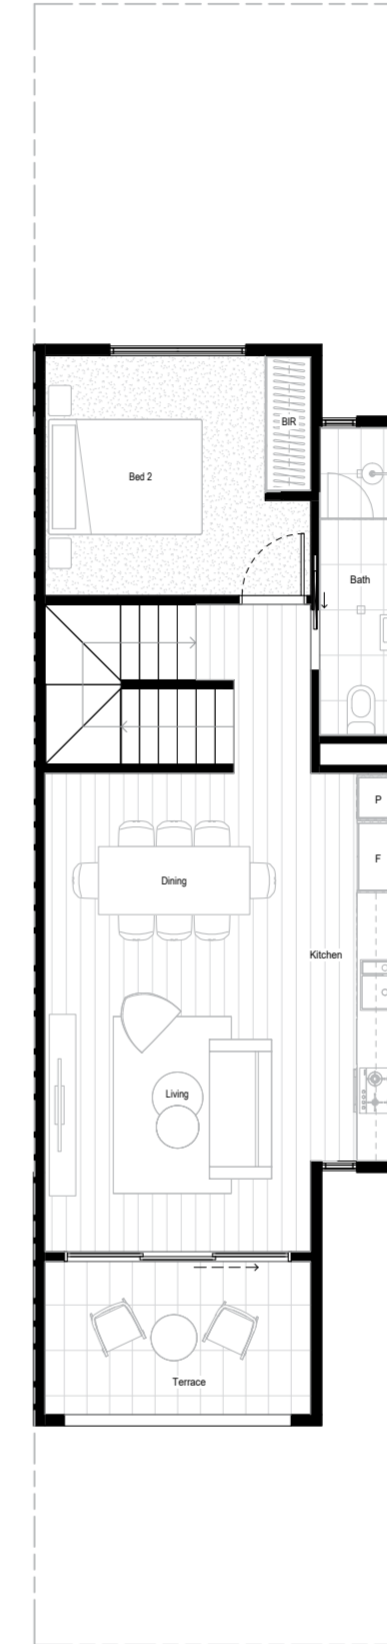 BIR
Bed 2
Bath
P
F
Dining
Kitchen
Living
Terrace